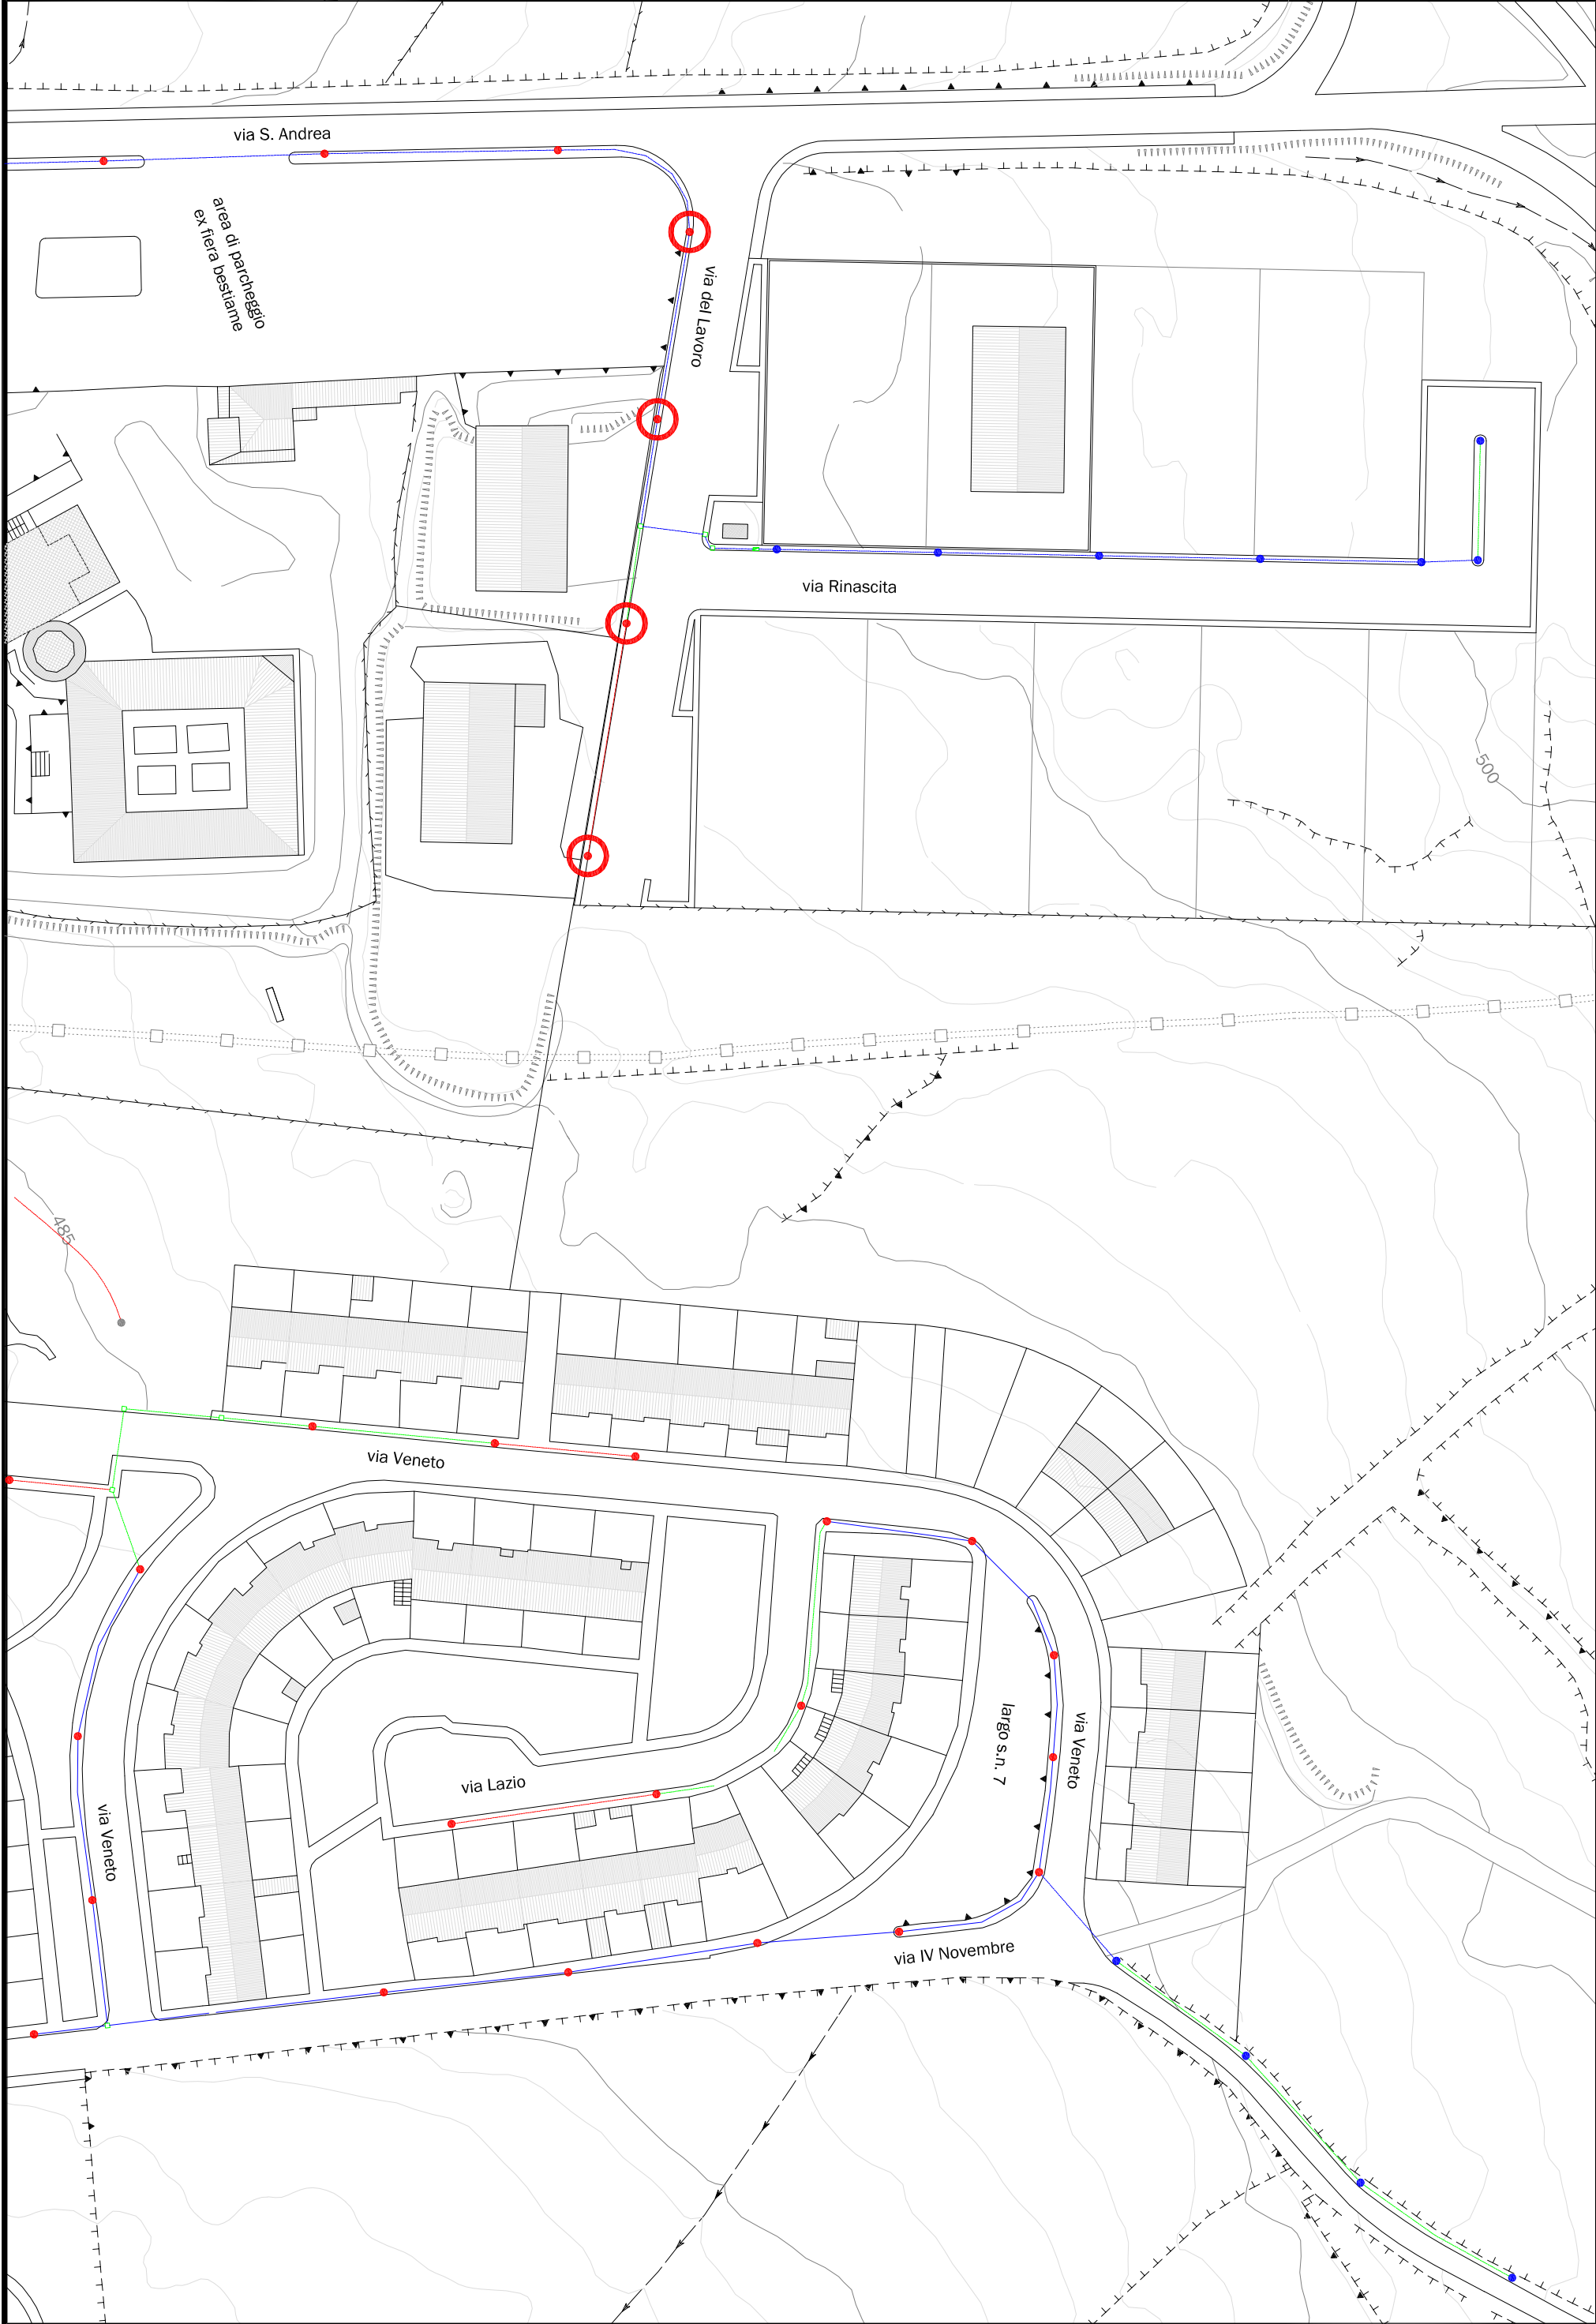 via S. Andrea
area di parcheggio
ex fiera bestiame
via del Lavoro
via Rinascita
500
485
via Veneto
via Lazio
largo s.n. 7
via Veneto
via Veneto
via IV Novembre